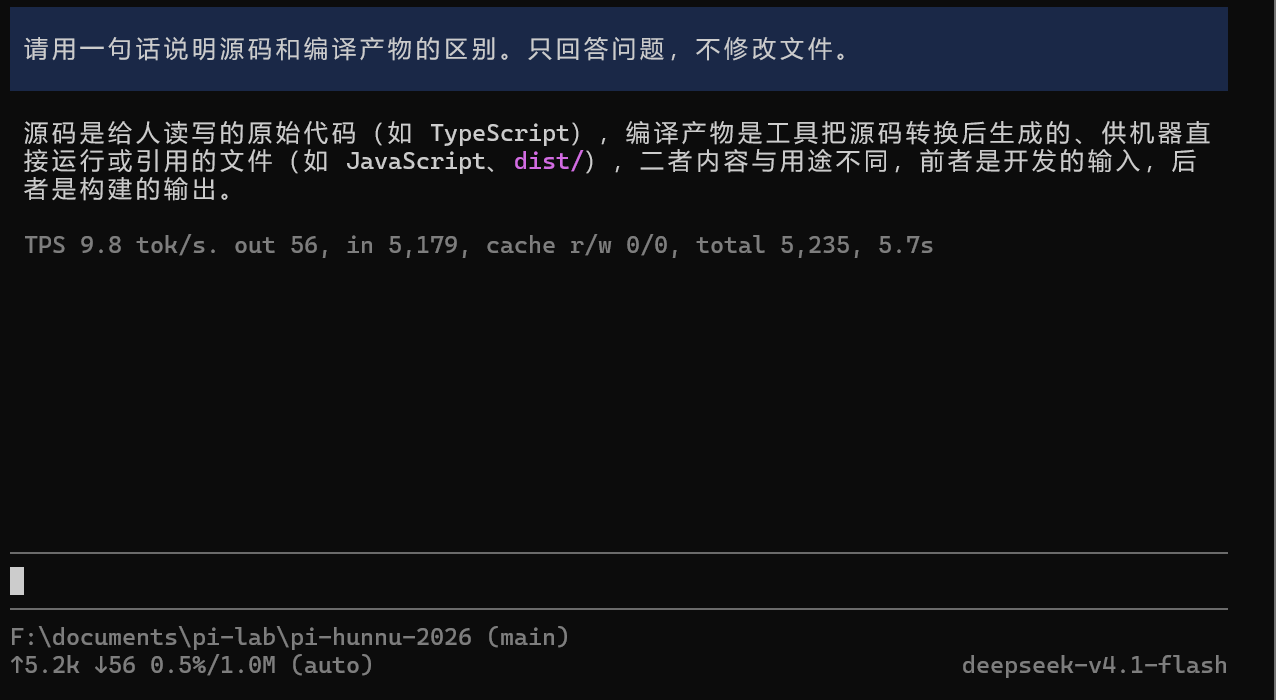 请用一句话说明源码和编译产物的区别。只回答问题，不修改文件。
源码是给人读写的原始代码（如 TypeScript），编译产物是工具把源码转换后生成的、供机器直
接运行或引用的文件（如 JavaScript、dist/），二者内容与用途不同，前者是开发的输入，后
者是构建的输出。
TPS 9.8 tok/s. out 56, in 5,179, cache r/w 0/0, total 5,235, 5.7s
F:\documents\pi-lab\pi-hunnu-2026 (main)
↑5.2k ↓56 0.5%/1.0M (auto) deepseek-v4.1-flash